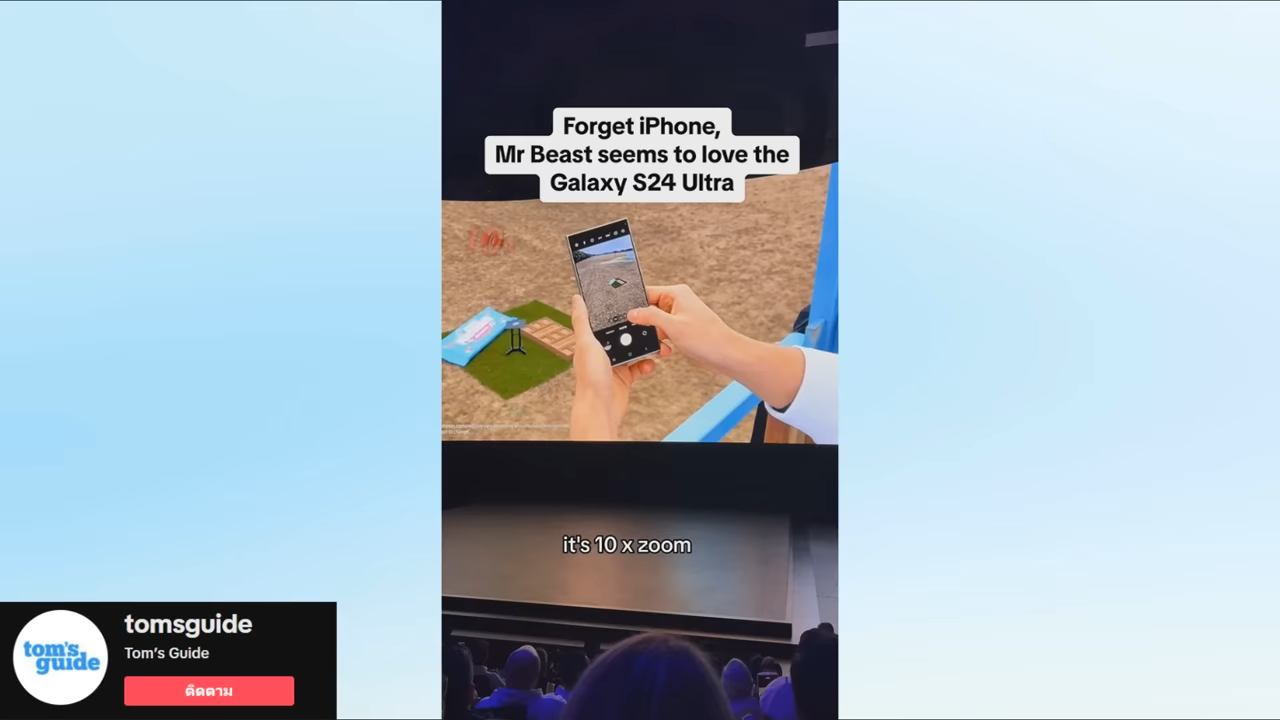 Forget iPhone,
Mr Beast seems to love the
Galaxy S24 Ultra
it's 10 x zoom
tom's
guide
tomsguide
Tom's Guide
ติดตาม